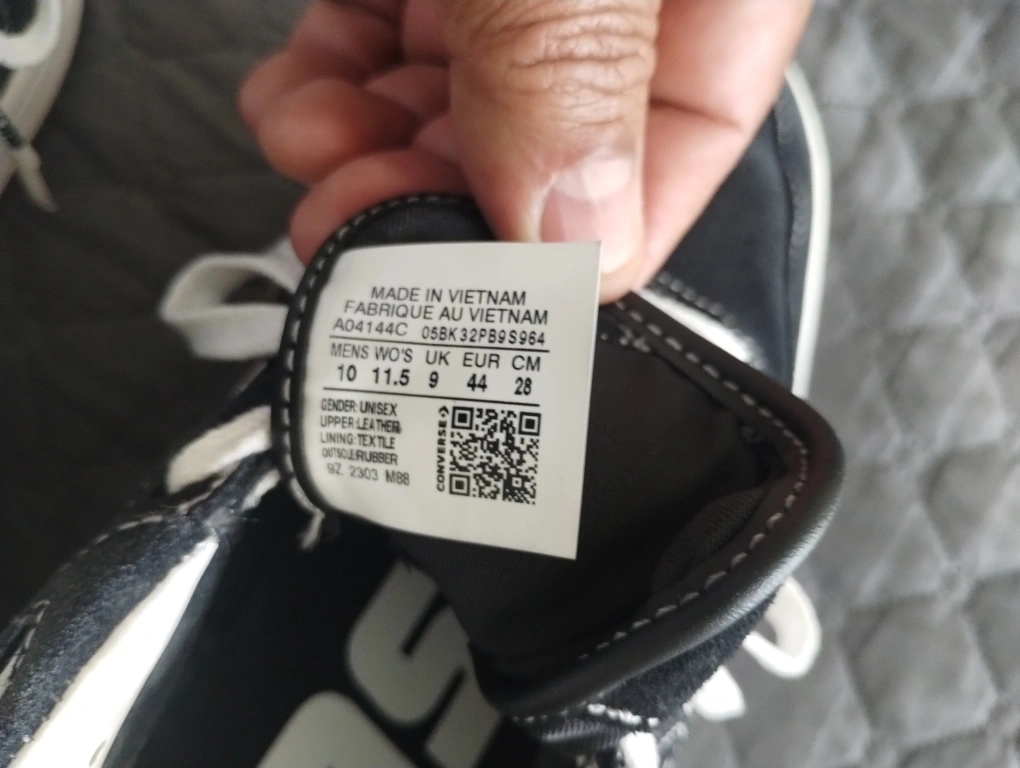 MADE IN VIETNAM
FABRIQUE AU VIETNAM
A04144C 05BK32PB9S964
MENS WO'S UK EUR CM
10 11.5 9 44 28
GENDER:UNISEX
UPPER:LEATHER
LINING:TEXTILE
OUTSOLE:RUBBER
9Z 2303 M88
CONVERSE